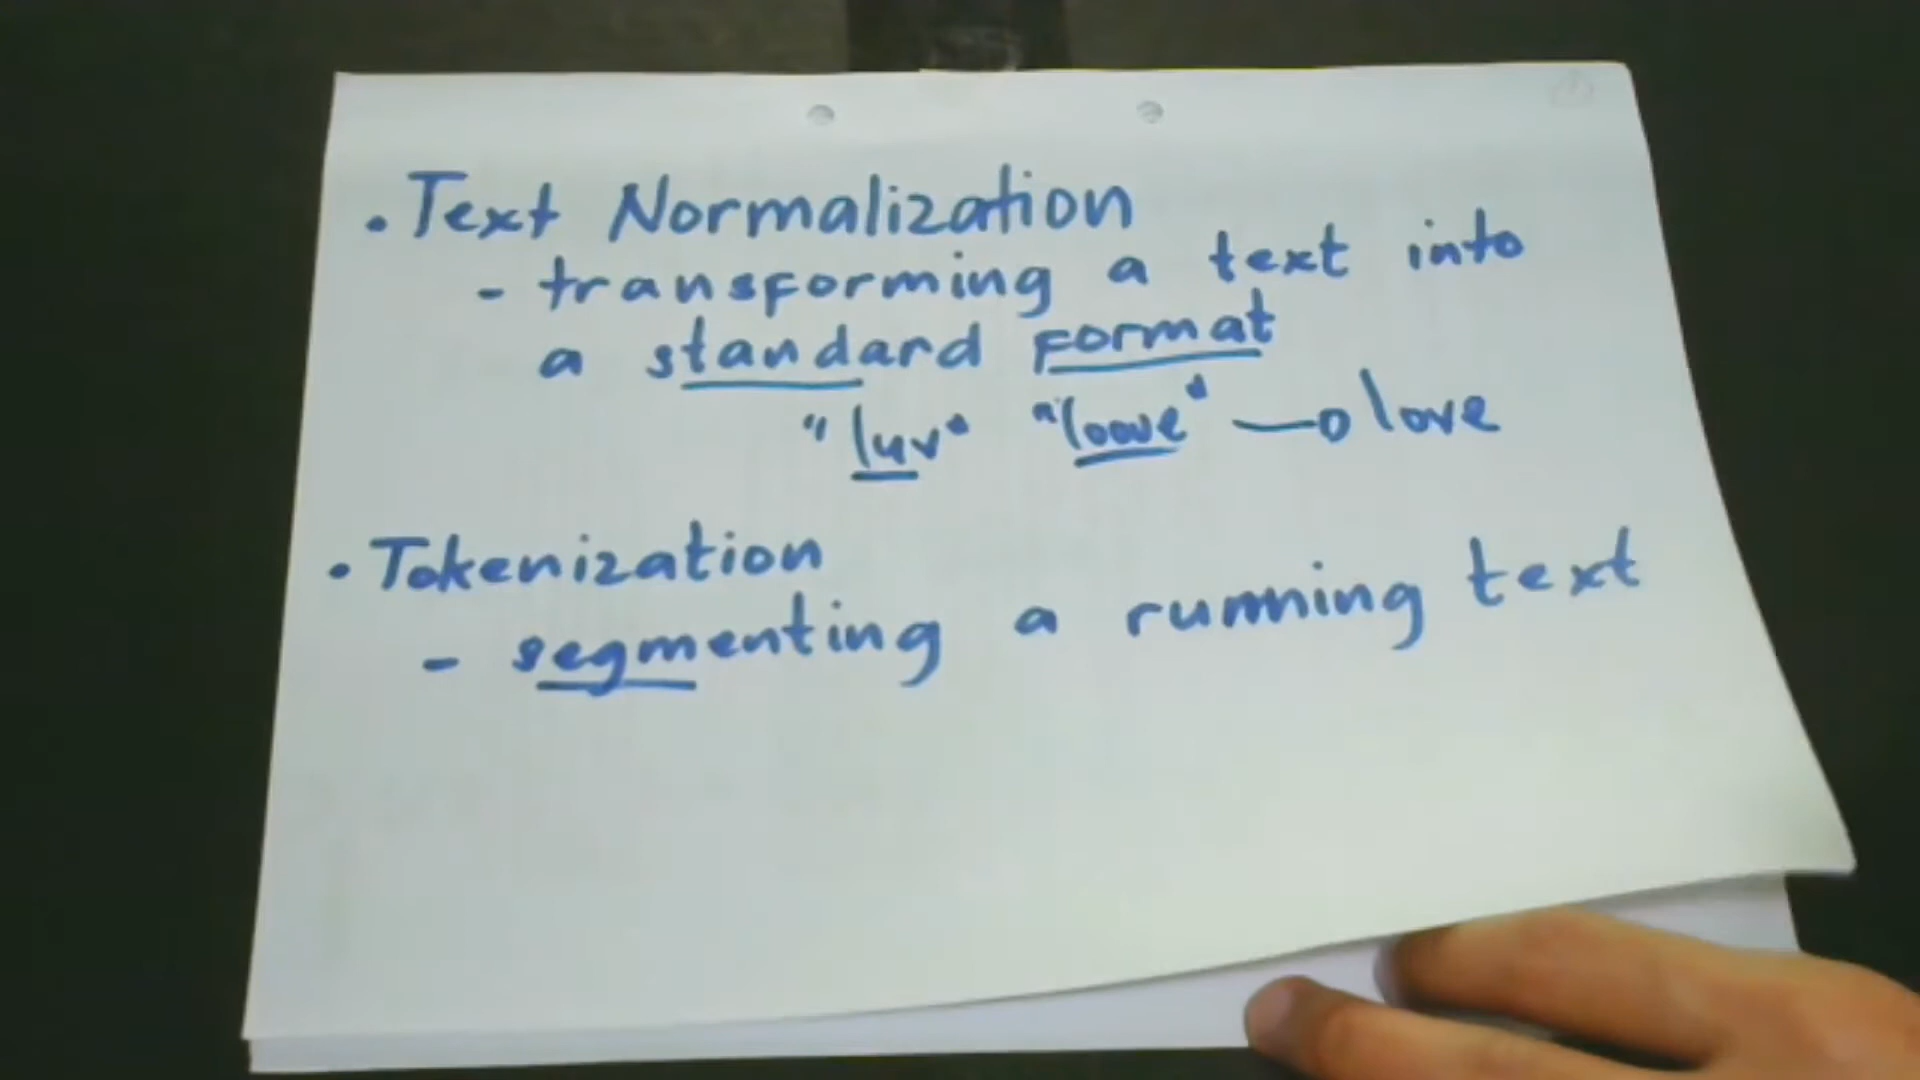 • Text Normalization
- transforming a text into
a standard format
"luv" "loove" → love
• Tokenization
- segmenting a running text